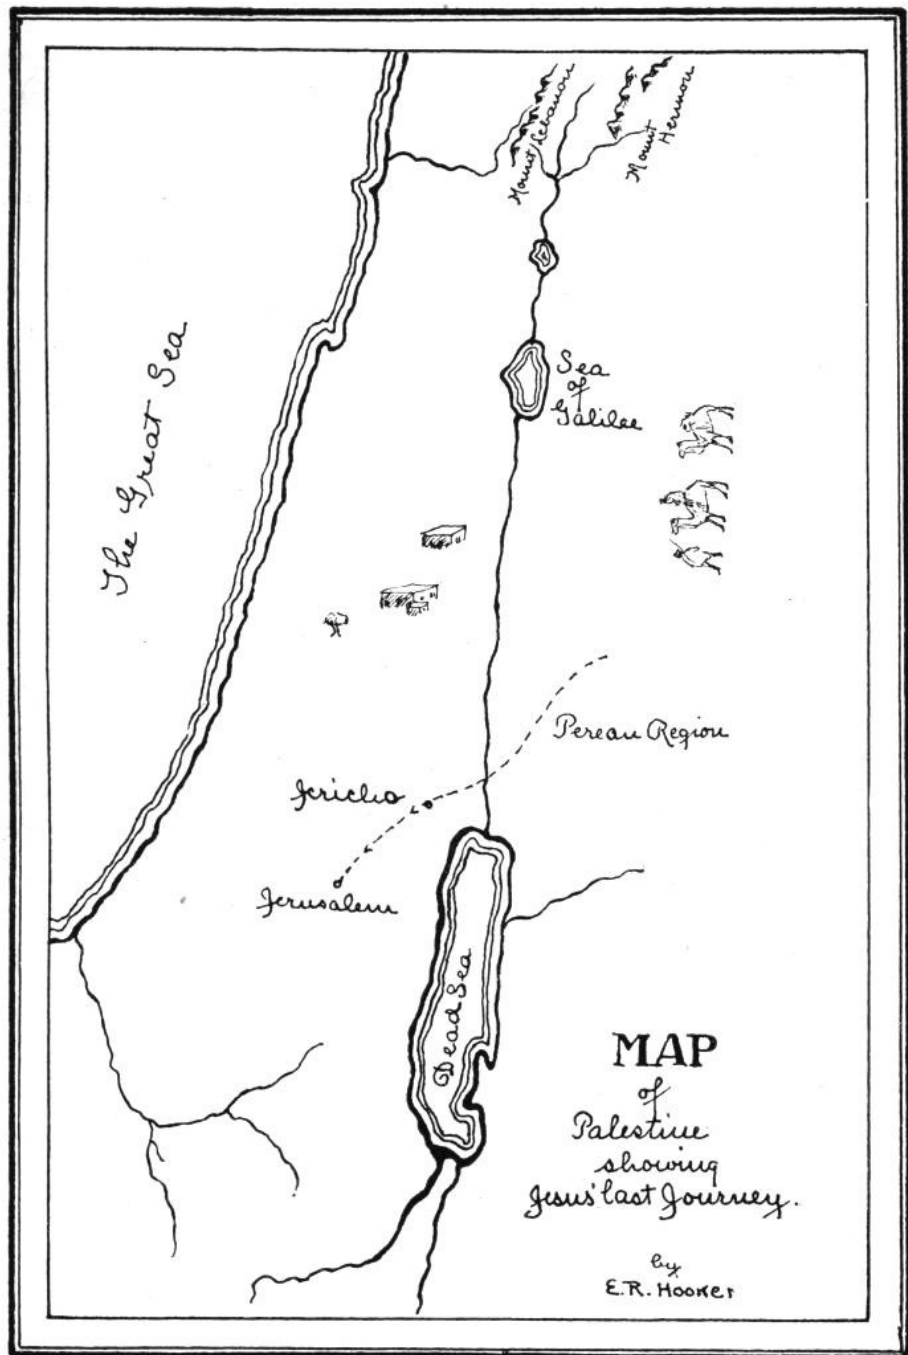 Mount Lebanon
Mount
Hermon
The Great Sea
Sea
of
Galilee
Perean Region
Jericho
Jerusalem
Dead Sea
MAP
of
Palestine
showing
Jesus' last Journey.
by
E.R. Hooker